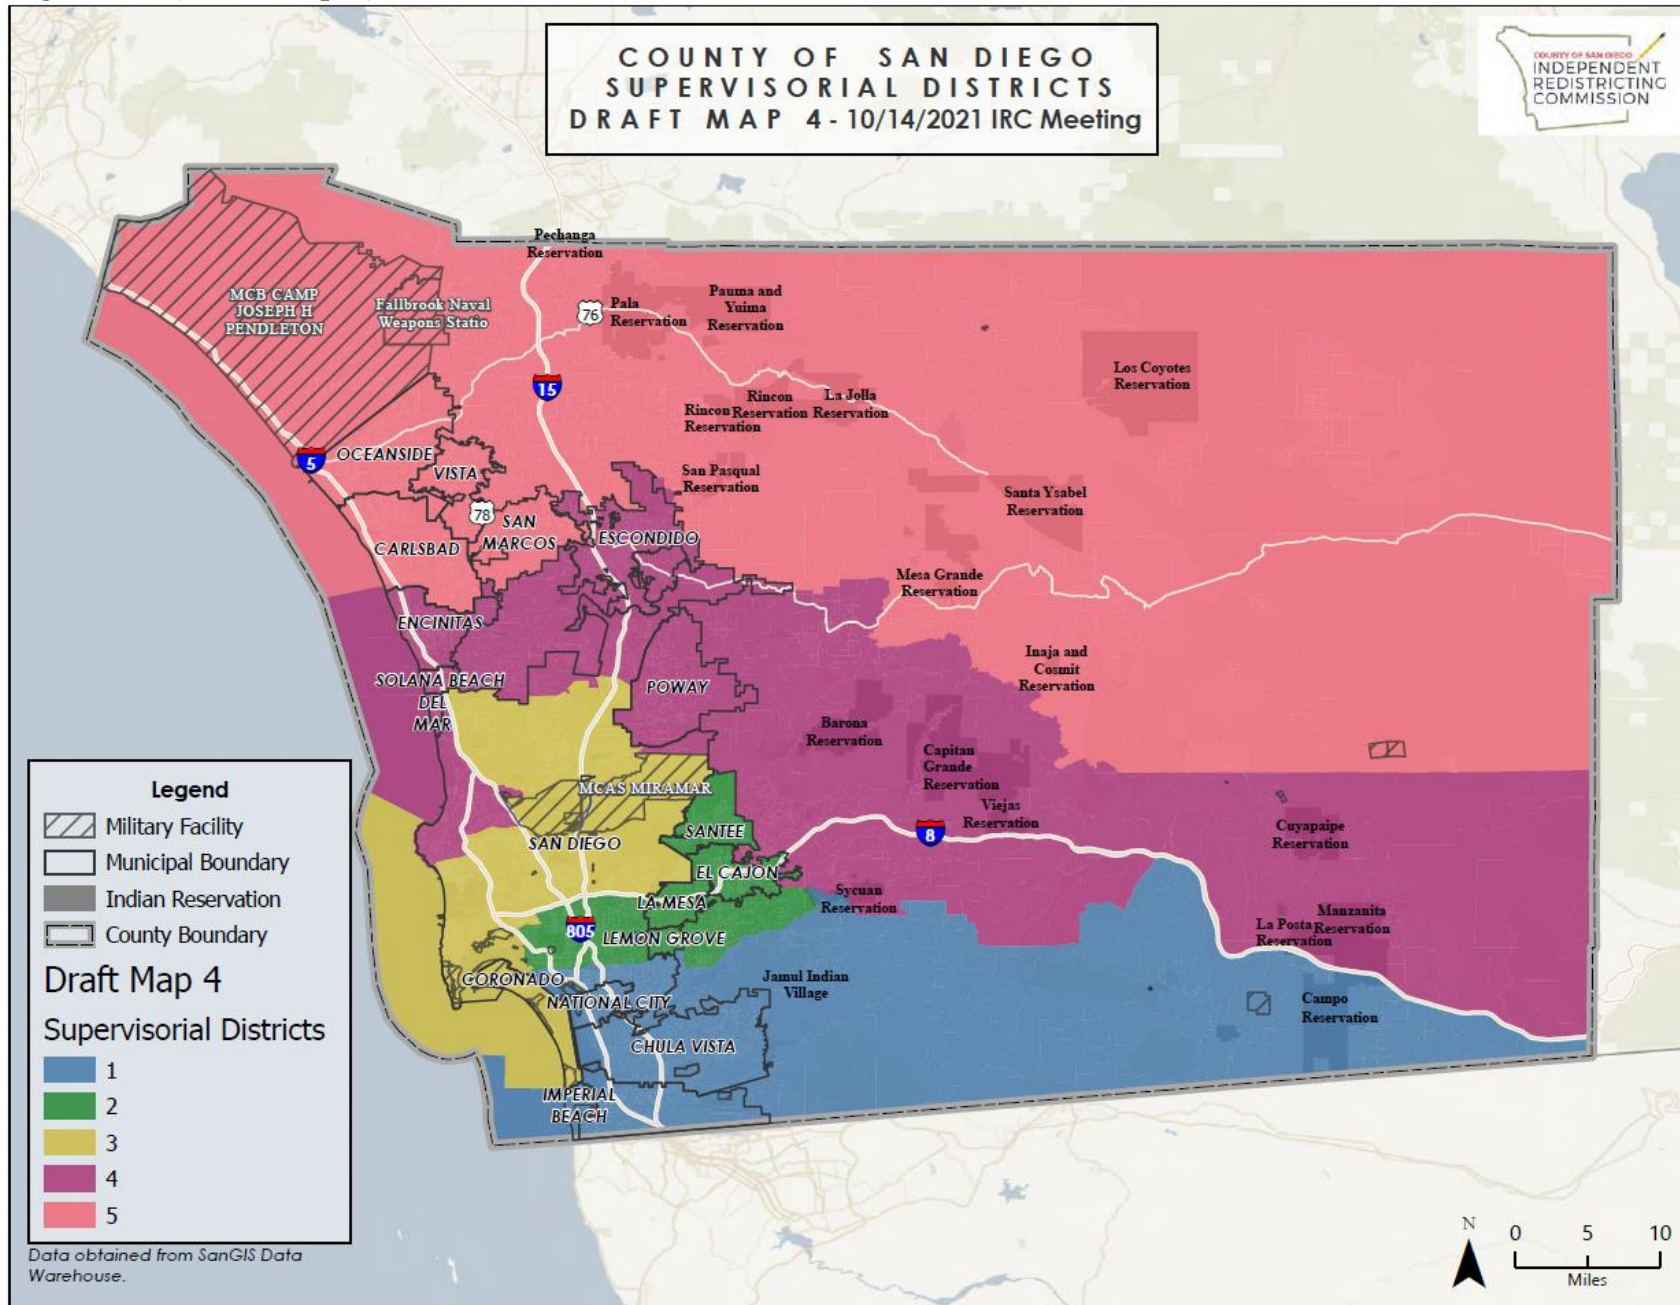 COUNTY OF SAN DIEGO
SUPERVISORIAL DISTRICTS
DRAFT MAP 4 - 10/14/2021 IRC Meeting
COUNTY OF SAN DIEGO
INDEPENDENT
REDISTRICTING
COMMISSION
Pechanga
Reservation
MCB CAMP
JOSEPH H
PENDLETON
Fallbrook Naval
Weapons Statio
76
Pala
Reservation
Pauma and
Yuima
Reservation
15
Los Coyotes
Reservation
Rincon
Reservation
Rincon
Reservation
La Jolla
Reservation
5
OCEANSIDE
VISTA
San Pasqual
Reservation
Santa Ysabel
Reservation
78
SAN
MARCOS
CARLSBAD
ESCONDIDO
Mesa Grande
Reservation
ENCINITAS
Inaja and
Cosmit
Reservation
SOLANA BEACH
DEL
MAR
POWAY
Barona
Reservation
Capitan
Grande
Reservation
MCAS MIRAMAR
Viejas
Reservation
SANTEE
8
Cuyapaipe
Reservation
SAN DIEGO
EL CAJON
Sycuan
Reservation
LA MESA
Manzanita
Reservation
La Posta
Reservation
805
LEMON GROVE
CORONADO
Jamul Indian
Village
NATIONAL CITY
Campo
Reservation
CHULA VISTA
IMPERIAL
BEACH
Legend
Military Facility
Municipal Boundary
Indian Reservation
County Boundary
Draft Map 4
Supervisorial Districts
1
2
3
4
5
Data obtained from SanGIS Data
Warehouse.
N
0 5 10
Miles